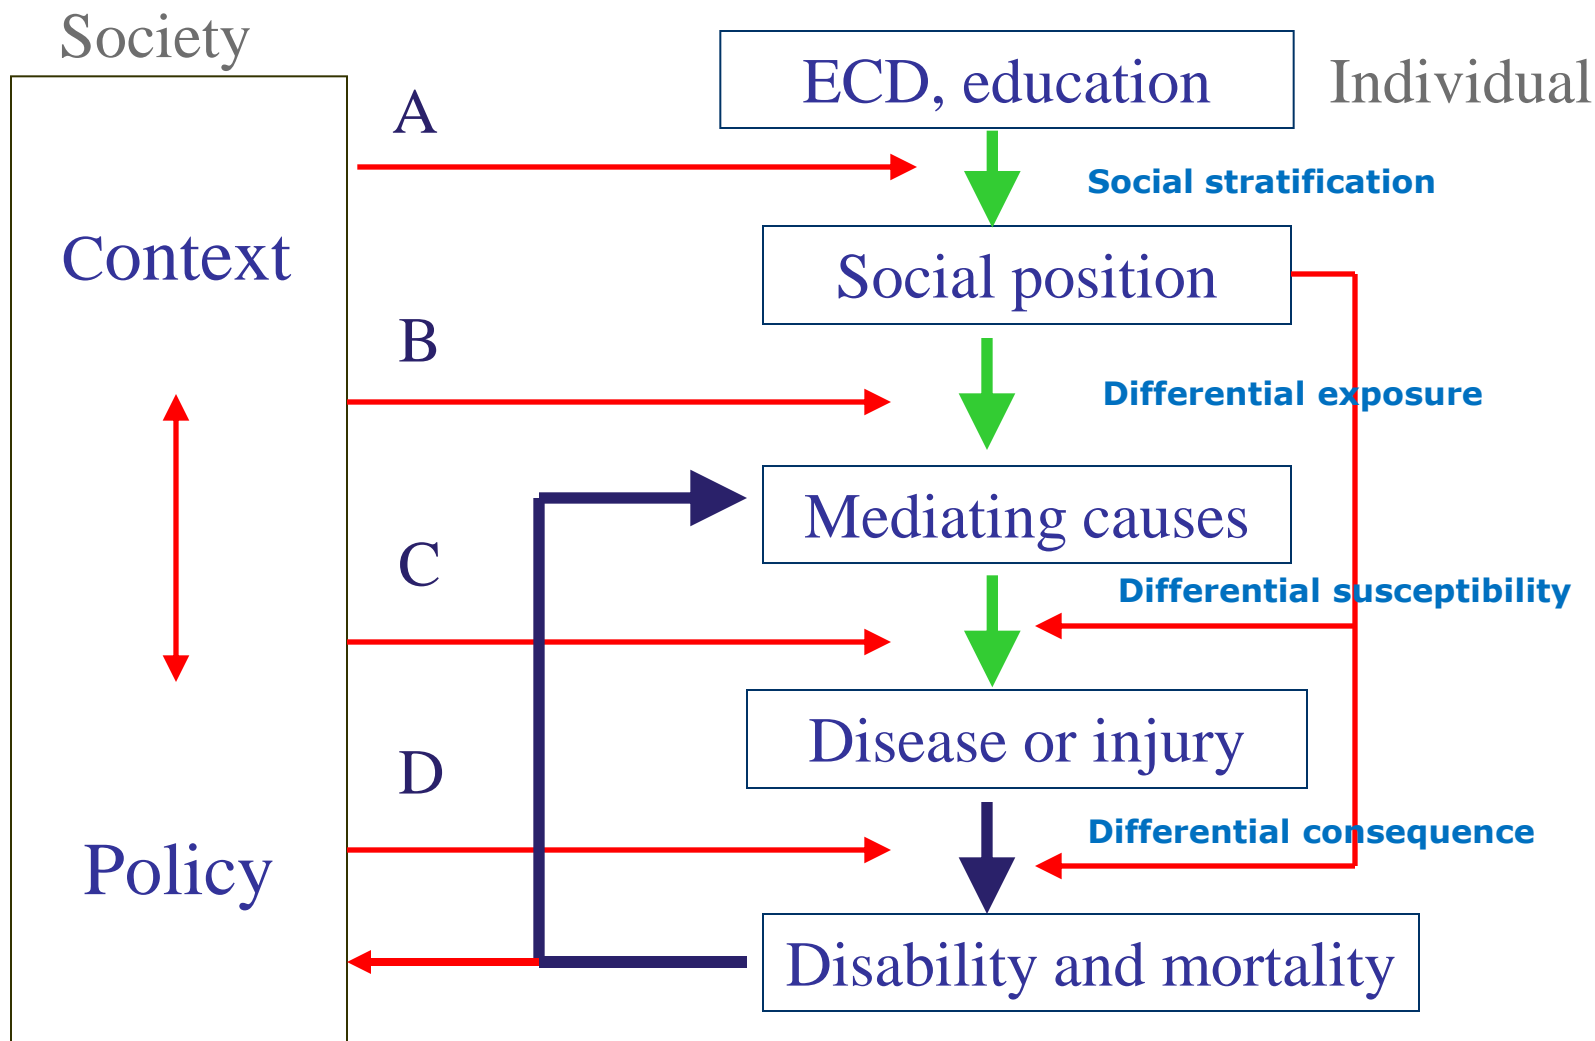 Society
ECD, education
Individual
A
Social stratification
Context
Social position
B
Differential exposure
Mediating causes
C
Differential susceptibility
Disease or injury
D
Differential consequence
Policy
Disability and mortality